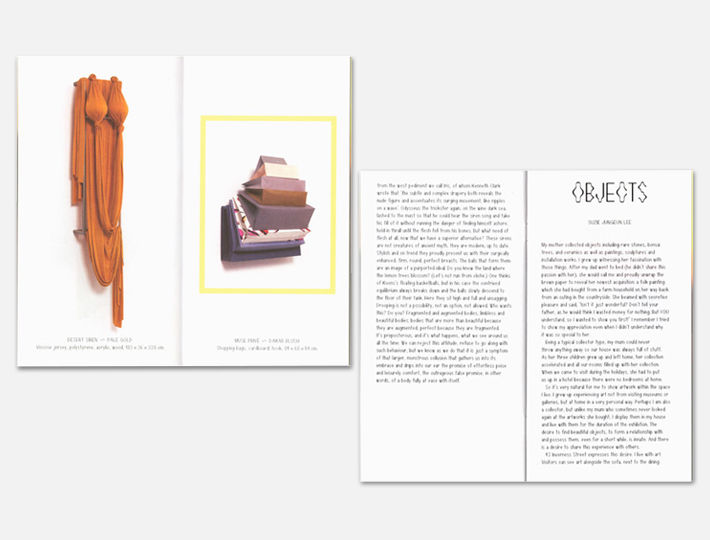 DESERT SIREN — PALE GOLD
Viscose jersey, polystyrene, acrylic, wood,
MUSE PRIME — DAMAK BLUSH
Shopping bags, cardboard, hook,
from the west pediment we call Iris, of whom Kenneth Clark
wrote that 'the subtle and complex drapery both reveals the
nude figure and accentuates its surging movement, like ripples
on a wave'. Odysseus the trickster again, on the wine dark sea,
lashed to the mast so that he could hear the siren song and take
his fill of it without running the danger of finding himself ashore
held in thrall until the flesh fell from his bones. But what need of
flesh at all now that we have a superior alternative? These sirens
are not creatures of ancient myth, they are modern, up to date.
Stylish and on trend they proudly present us with their surgically
enhanced, firm, round, perfect breasts. The balls that form them
are an image of a purported ideal. Do you know the land where
the lemon trees blossom? (Let's not run from cliché.) One thinks
of Koons's floating basketballs, but in his case the contrived
equilibrium always breaks down and the balls slowly descend to
the floor of their tank. Here they sit high and full and unsagging.
Drooping is not a possibility, not an option, not allowed. Who wants
this? Do you? Fragmented and augmented bodies, limbless and
beautiful bodies; bodies that are more than beautiful because
they are augmented, perfect because they are fragmented.
It's preposterous, and it's what happens, what we see around us
all the time. We can reject this attitude, refuse to go along with
such behaviour, but we know as we do that it is just a symptom
of that larger, monstrous collusion that gathers us into its
embrace and drips into our ear the promise of effortless poise
and leisurely comfort, the outrageous false promise, in other
words, of a body fully at ease with itself.
OBJECTS
SUZIE JUNGEUN LEE
My mother collected objects including rare stones, bonsai
trees, and ceramics as well as paintings, sculptures and
installation works. I grew up witnessing her fascination with
these things. After my dad went to bed (he didn't share this
passion with her), she would call me and proudly unwrap the
brown paper to reveal her newest acquisition: a folk painting
which she had bought from a farm household on her way back
from an outing in the countryside. She beamed with secretive
pleasure and said, 'Isn't it just wonderful? Don't tell your
father, as he would think I wasted money for nothing. But YOU
understand, so I wanted to show you first!' I remember I tried
to show my appreciation even when I didn't understand why
it was so special to her.
Being a typical collector type, my mum could never
throw anything away so our house was always full of stuff.
As her three children grew up and left home, her collection
accelerated and all our rooms filled up with her collection.
When we came to visit during the holidays, she had to put
us up in a hotel because there were no bedrooms at home.
So it's very natural for me to show artwork within the space
I live. I grew up experiencing art not from visiting museums or
galleries, but at home in a very personal way. Perhaps I am also
a collector, but unlike my mum who sometimes never looked
again at the artworks she bought, I display them in my house
and live with them for the duration of the exhibition. The
desire to find beautiful objects, to form a relationship with
and possess them, even for a short while, is innate. And there
is a desire to share this experience with others.
43 Inverness Street expresses this desire. I live with art.
Visitors can see art alongside the sofa, next to the dining